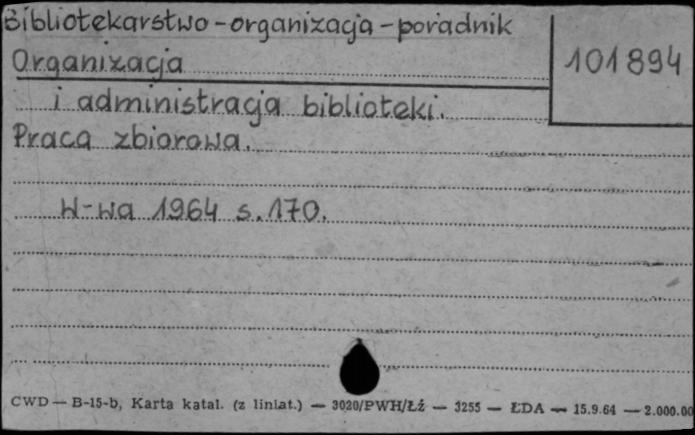 Bibliotekarstwo-organizacja-poradnik
Organizacja
101894
i administracja biblioteki.
Praca zbiorowa.
W-wa 1964 s. 170.
CWD — B-15-b, Karta katal. (z liniat.) — 3020/PWH/Łź — 3255 — ŁDA — 15.9.64 — 2.000.00